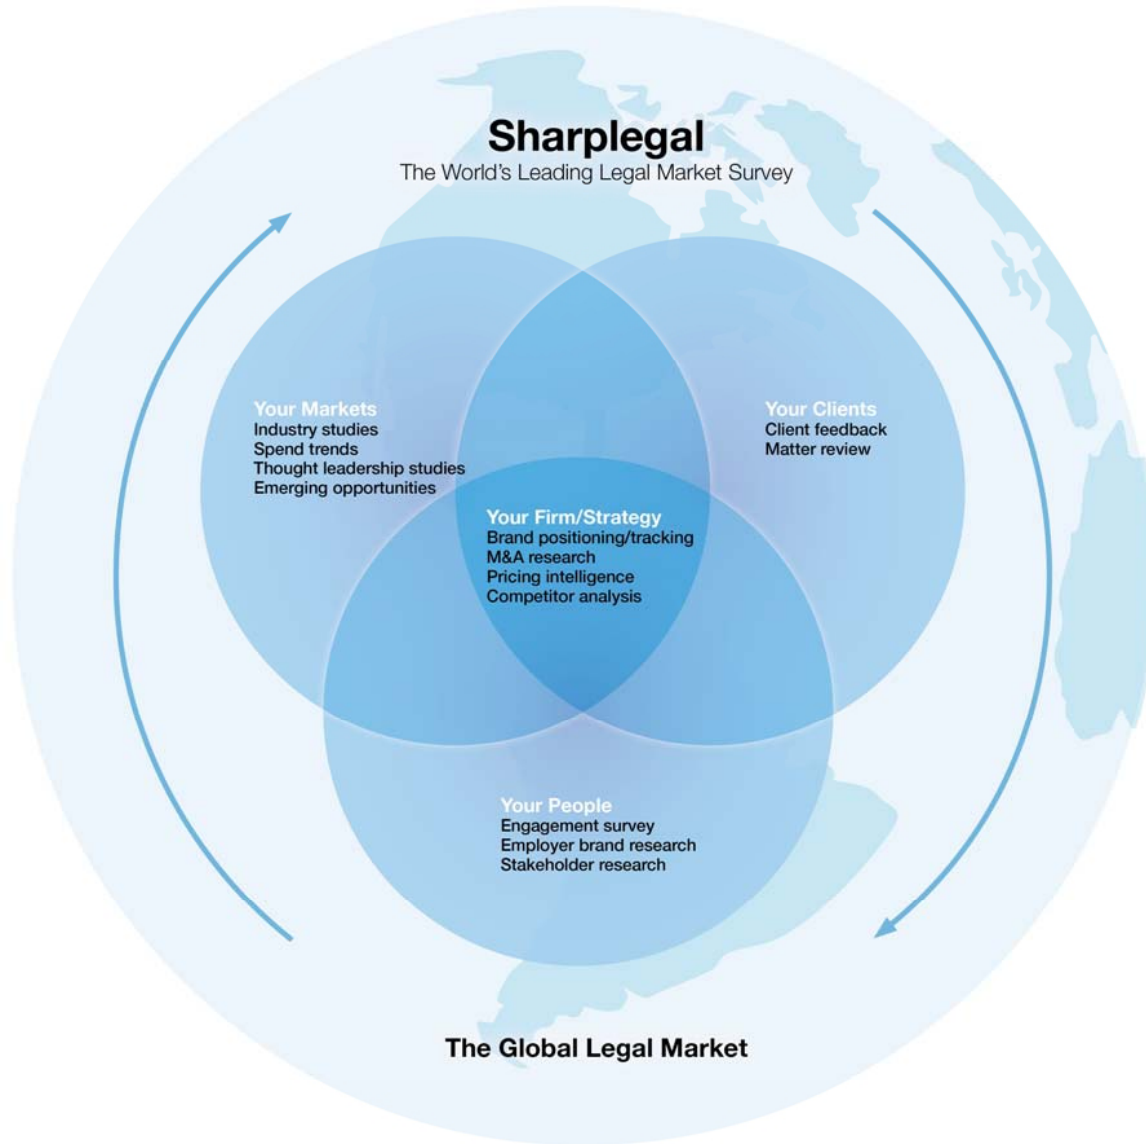 Sharplegal
The World's Leading Legal Market Survey
Your Markets
Industry studies
Spend trends
Thought leadership studies
Emerging opportunities
Your Clients
Client feedback
Matter review
Your Firm/Strategy
Brand positioning/tracking
M&A research
Pricing intelligence
Competitor analysis
Your People
Engagement survey
Employer brand research
Stakeholder research
The Global Legal Market